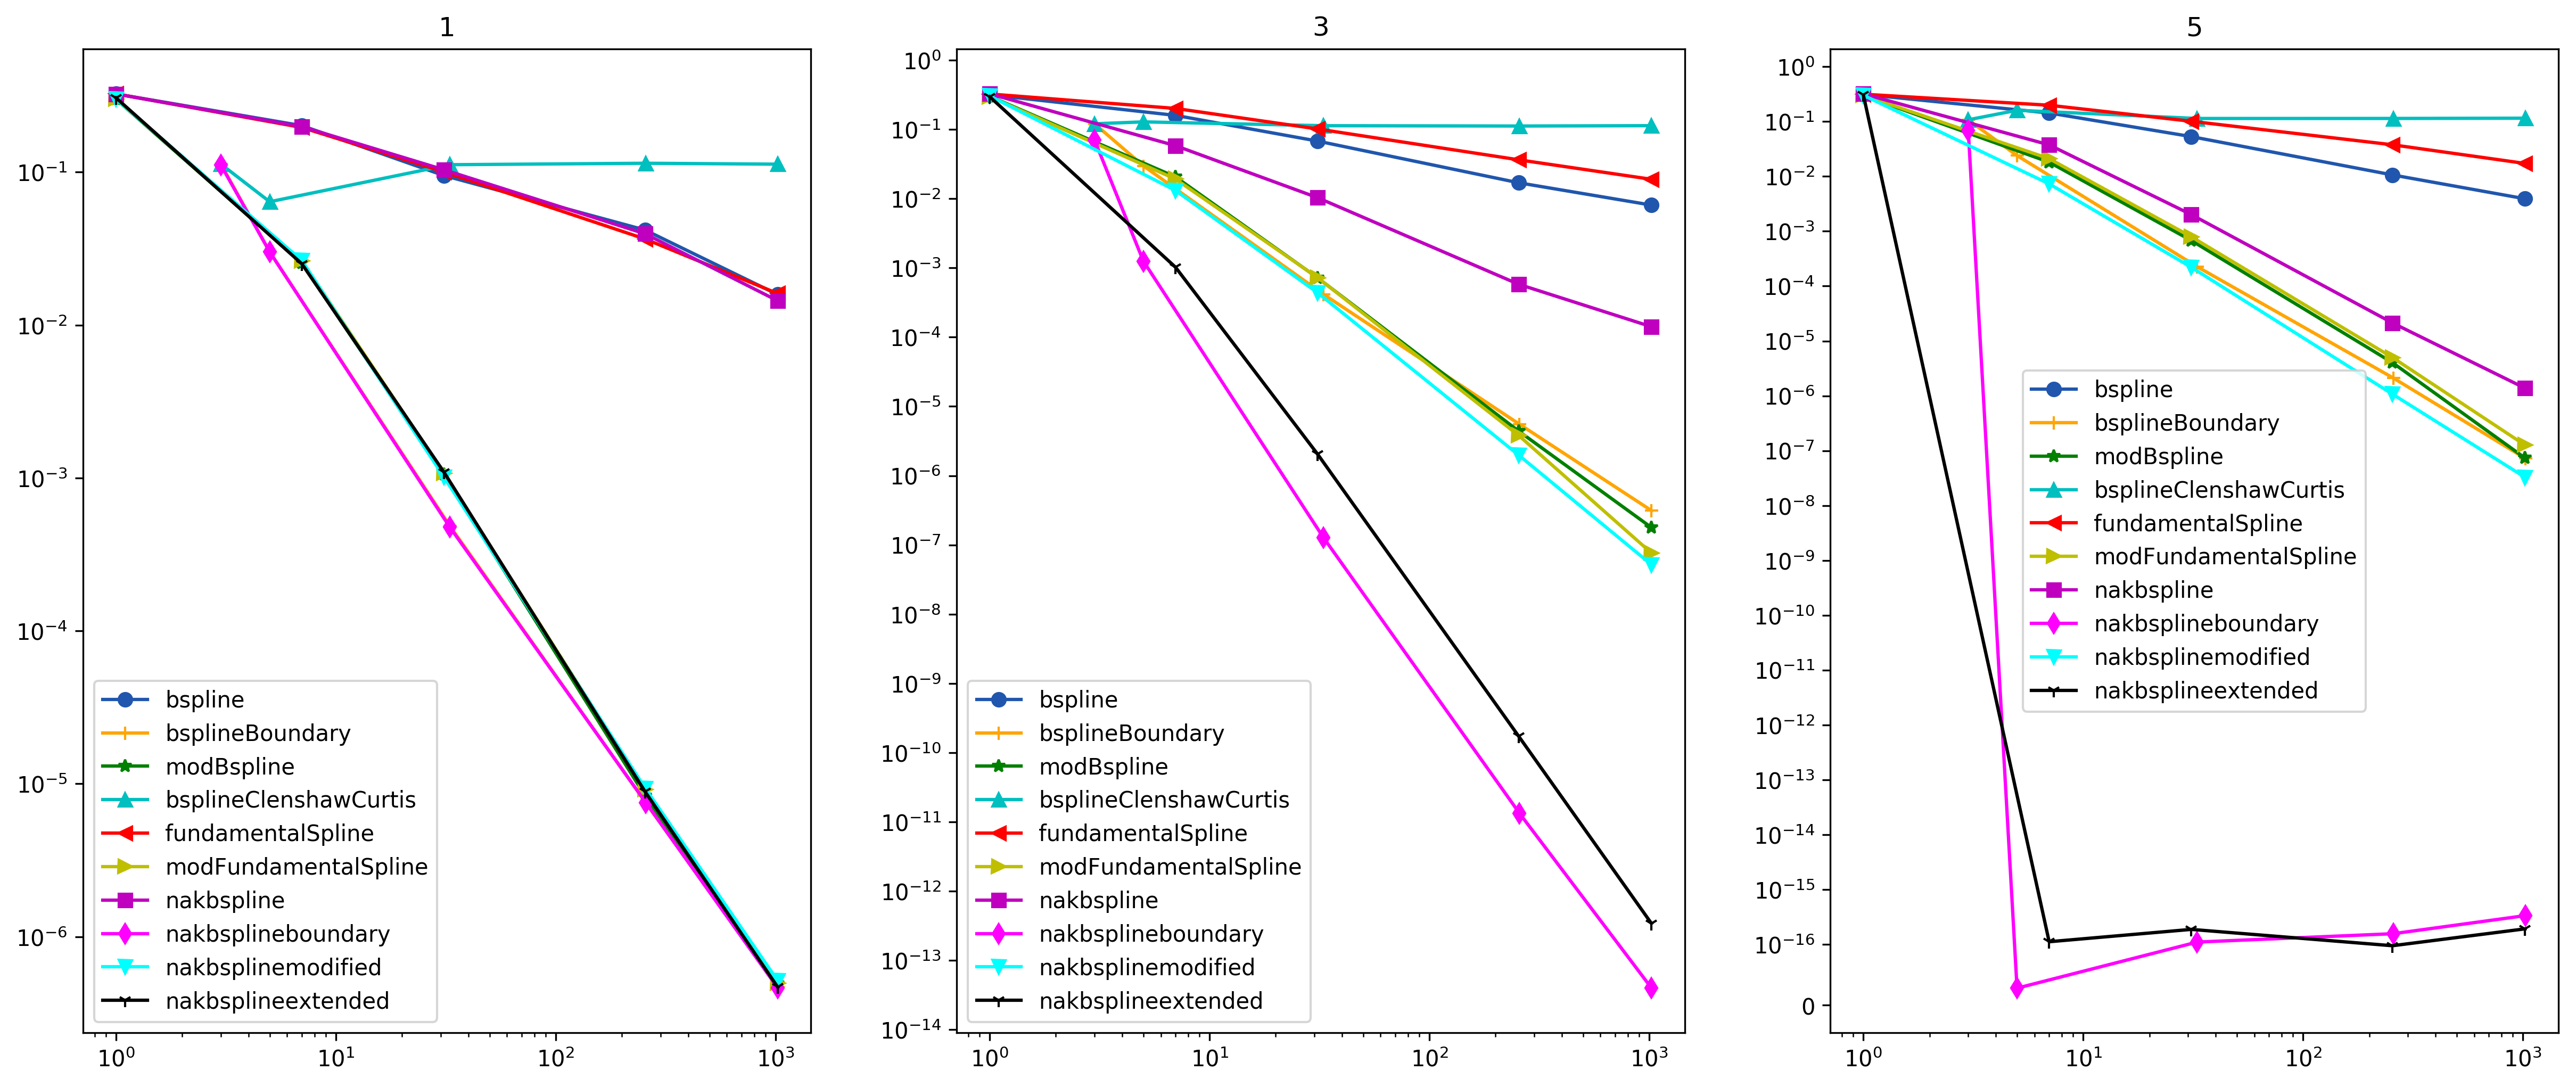 1
10⁻¹
10⁻²
10⁻³
10⁻⁴
10⁻⁵
10⁻⁶
10⁰ 10¹ 10² 10³
bspline
bsplineBoundary
modBspline
bsplineClenshawCurtis
fundamentalSpline
modFundamentalSpline
nakbspline
nakbsplineboundary
nakbsplinemodified
nakbsplineextended
3
10⁰
10⁻¹
10⁻²
10⁻³
10⁻⁴
10⁻⁵
10⁻⁶
10⁻⁷
10⁻⁸
10⁻⁹
10⁻¹⁰
10⁻¹¹
10⁻¹²
10⁻¹³
10⁻¹⁴
10⁰ 10¹ 10² 10³
bspline
bsplineBoundary
modBspline
bsplineClenshawCurtis
fundamentalSpline
modFundamentalSpline
nakbspline
nakbsplineboundary
nakbsplinemodified
nakbsplineextended
5
10⁰
10⁻¹
10⁻²
10⁻³
10⁻⁴
10⁻⁵
10⁻⁶
10⁻⁷
10⁻⁸
10⁻⁹
10⁻¹⁰
10⁻¹¹
10⁻¹²
10⁻¹³
10⁻¹⁴
10⁻¹⁵
10⁻¹⁶
0
10⁰ 10¹ 10² 10³
bspline
bsplineBoundary
modBspline
bsplineClenshawCurtis
fundamentalSpline
modFundamentalSpline
nakbspline
nakbsplineboundary
nakbsplinemodified
nakbsplineextended